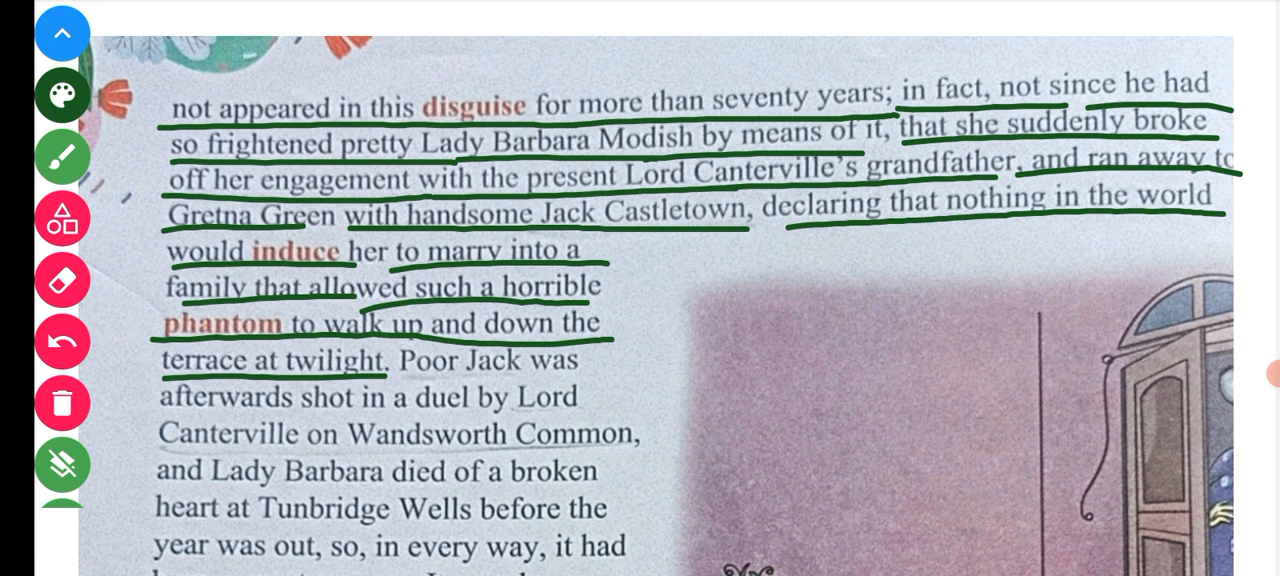 not appeared in this disguise for more than seventy years; in fact, not since he had
so frightened pretty Lady Barbara Modish by means of it, that she suddenly broke
off her engagement with the present Lord Canterville's grandfather, and ran away to
Gretna Green with handsome Jack Castletown, declaring that nothing in the world
would induce her to marry into a
family that allowed such a horrible
phantom to walk up and down the
terrace at twilight. Poor Jack was
afterwards shot in a duel by Lord
Canterville on Wandsworth Common,
and Lady Barbara died of a broken
heart at Tunbridge Wells before the
year was out, so, in every way, it had